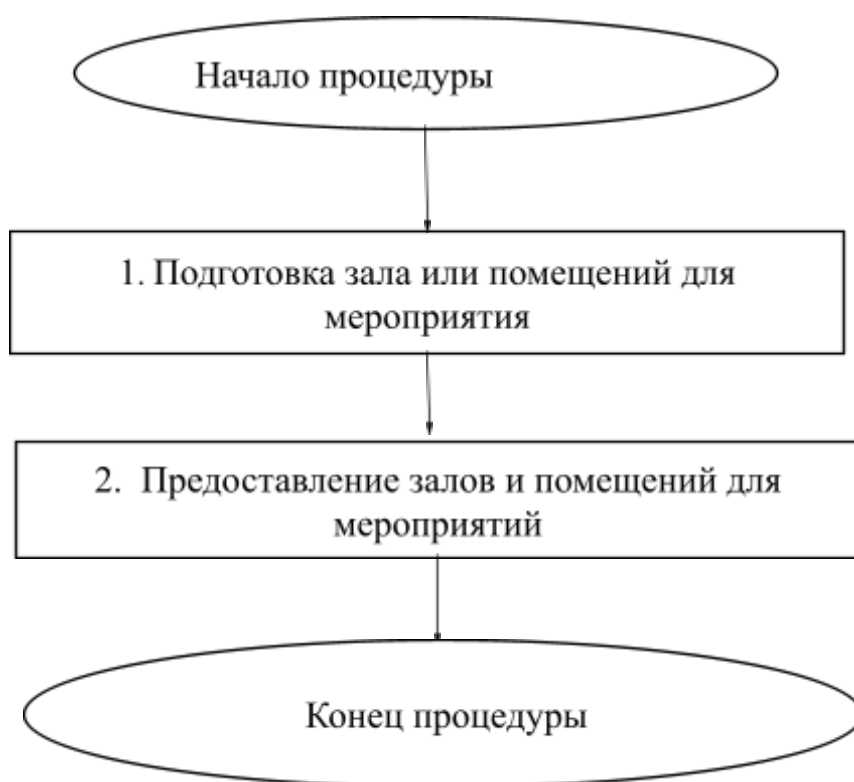 Начало процедуры
1. Подготовка зала или помещений для
мероприятия
2. Предоставление залов и помещений для
мероприятий
Конец процедуры